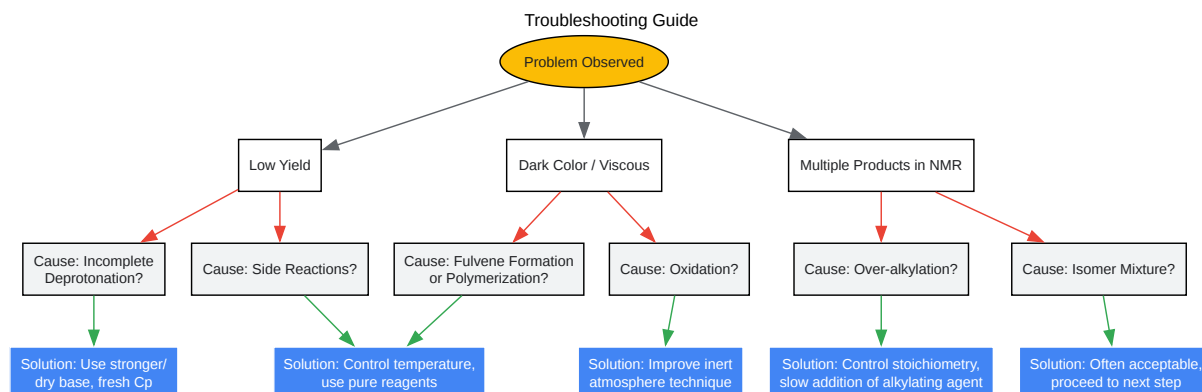 Troubleshooting Guide
Problem Observed
Low Yield
Dark Color / Viscous
Multiple Products in NMR
Cause: Incomplete
Deprotonation?
Cause: Side Reactions?
Cause: Fulvene Formation
or Polymerization?
Cause: Oxidation?
Cause: Over-alkylation?
Cause: Isomer Mixture?
Solution: Use stronger/
dry base, fresh Cp
Solution: Control temperature,
use pure reagents
Solution: Improve inert
atmosphere technique
Solution: Control stoichiometry,
slow addition of alkylating agent
Solution: Often acceptable,
proceed to next step